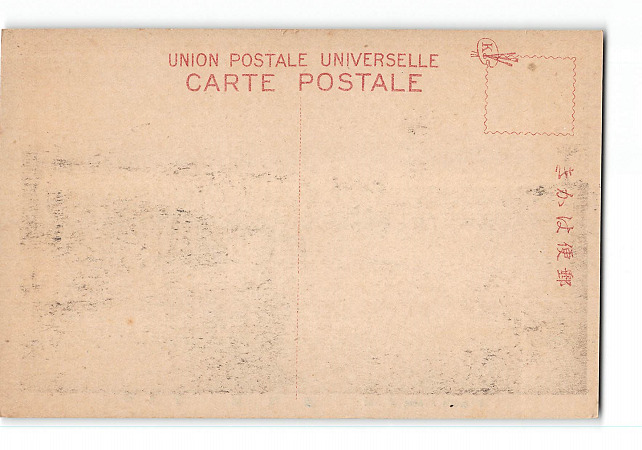 UNION POSTALE UNIVERSELLE
CARTE POSTALE
K
郵便はかき